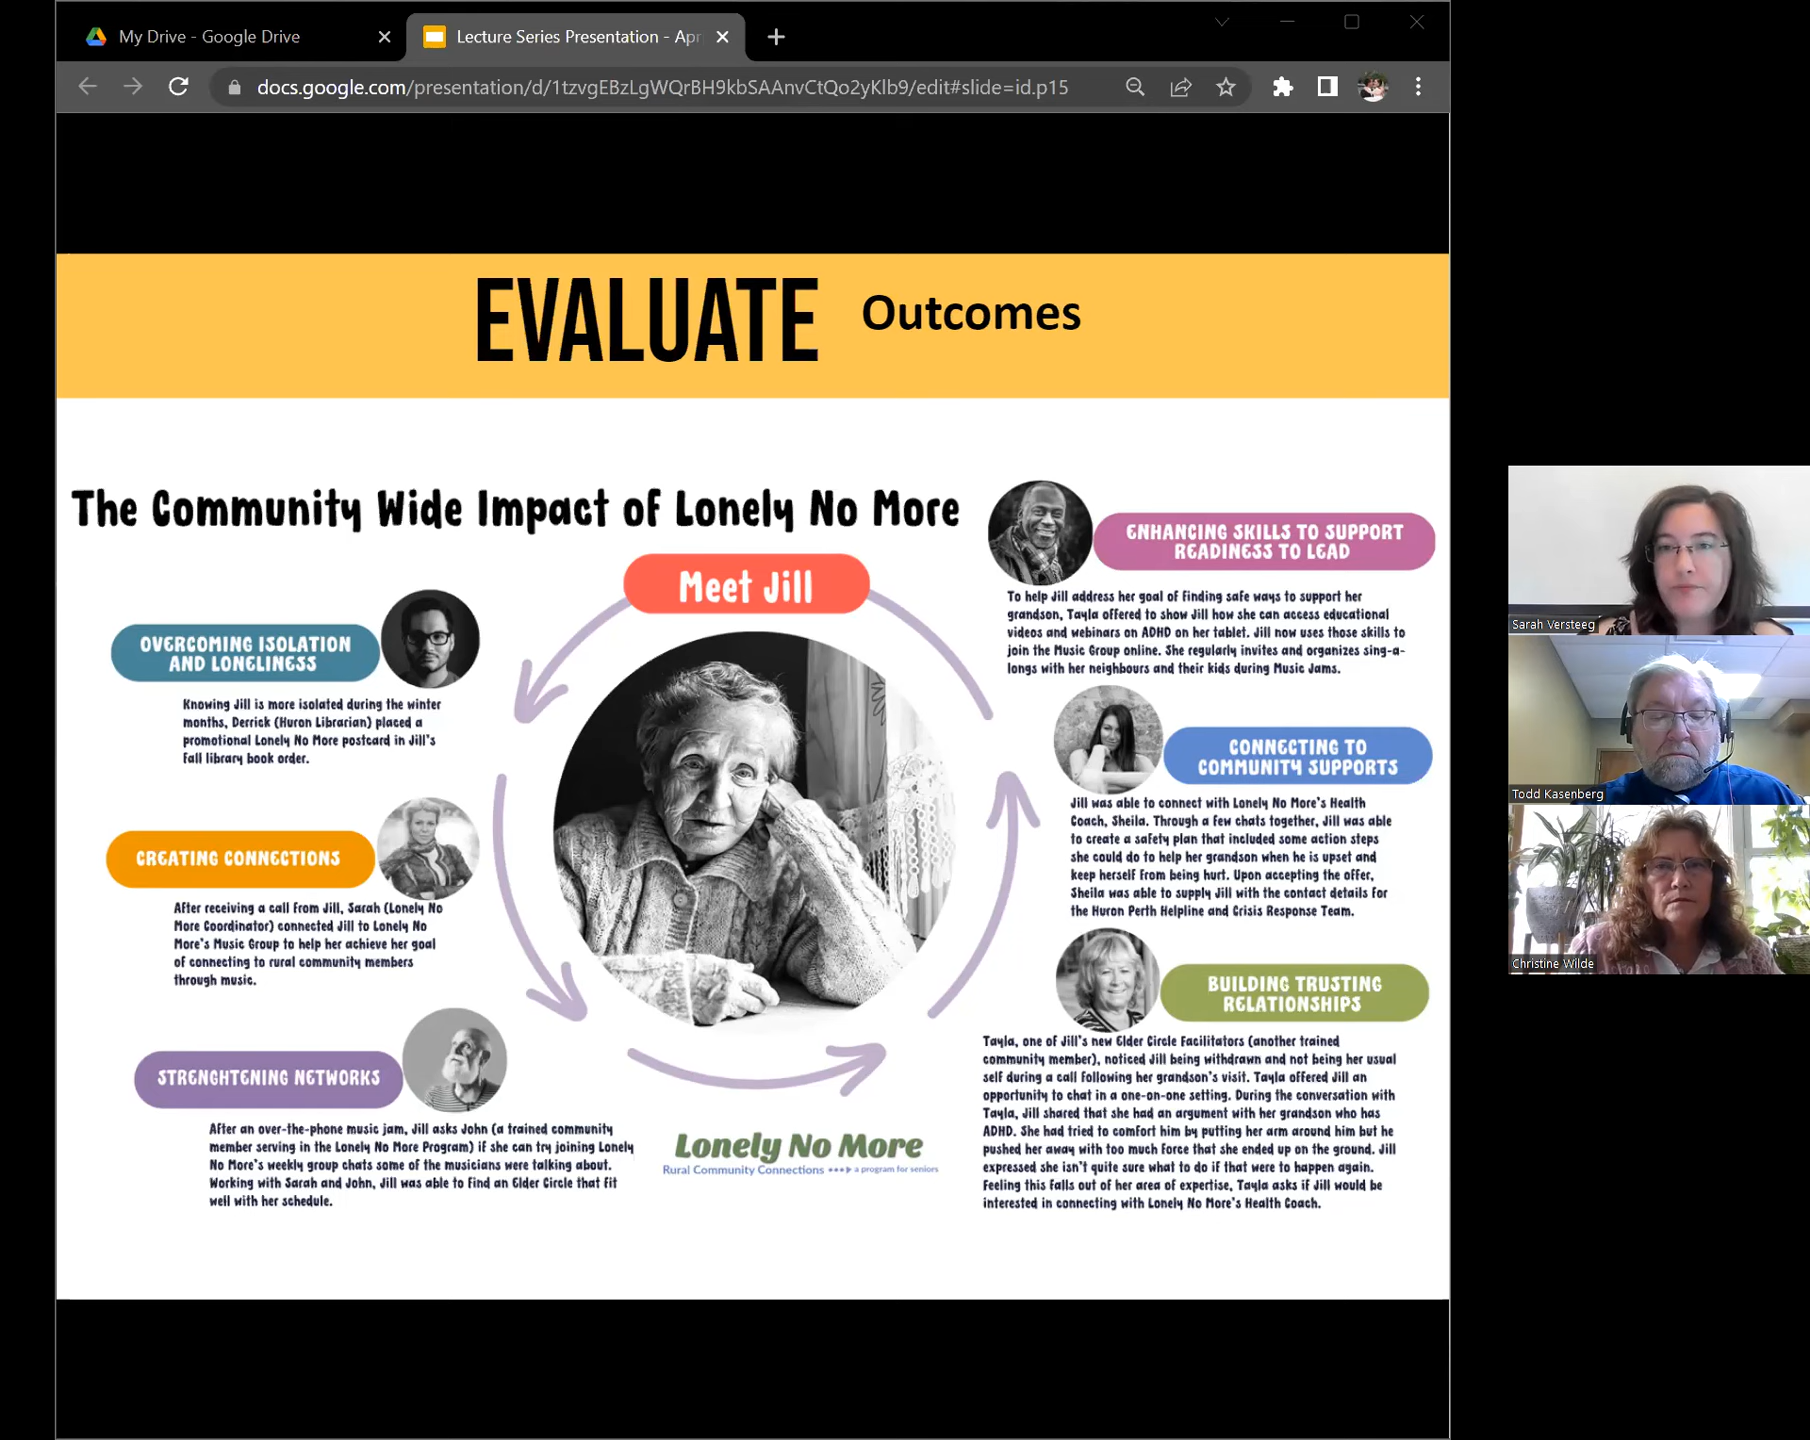 My Drive - Google Drive
Lecture Series Presentation - Apr
docs.google.com/presentation/d/1tzvgEBzLgWQrBH9kbSAAnvCtQo2yKlb9/edit#slide=id.p15
EVALUATE Outcomes
The Community Wide Impact of Lonely No More
Meet Jill
OVERCOMING ISOLATION
AND LONELINESS
Knowing Jill is more isolated during the winter
months, Derrick (Huron Librarian) placed a
promotional Lonely No More postcard in Jill's
Fall library book order.
CREATING CONNECTIONS
After receiving a call from Jill, Sarah (Lonely No
More Coordinator) connected Jill to Lonely No
More's Music Group to help her achieve her goal
of connecting to rural community members
through music.
STRENGHTENING NETWORKS
After an over-the-phone music jam, Jill asks John (a trained community
member serving in the Lonely No More Program) if she can try joining Lonely
No More's weekly group chats some of the musicians were talking about.
Working with Sarah and John, Jill was able to find an Elder Circle that fit
well with her schedule.
Lonely No More
Rural Community Connections a program for seniors
ENHANCING SKILLS TO SUPPORT
READINESS TO LEAD
To help Jill address her goal of finding safe ways to support her
grandson, Tayla offered to show Jill how she can access educational
videos and webinars on ADHD on her tablet. Jill now uses those skills to
join the Music Group online. She regularly invites and organizes sing-a-
longs with her neighbours and their kids during Music Jams.
CONNECTING TO
COMMUNITY SUPPORTS
Jill was able to connect with Lonely No More's Health
Coach, Sheila. Through a few chats together, Jill was able
to create a safety plan that included some action steps
she could do to help her grandson when he is upset and
keep herself from being hurt. Upon accepting the offer,
Sheila was able to supply Jill with the contact details for
the Huron Perth Helpline and Crisis Response Team.
BUILDING TRUSTING
RELATIONSHIPS
Tayla, one of Jill's new Elder Circle Facilitators (another trained
community member), noticed Jill being withdrawn and not being her usual
self during a call following her grandson's visit. Tayla offered Jill an
opportunity to chat in a one-on-one setting. During the conversation with
Tayla, Jill shared that she had an argument with her grandson who has
ADHD. She had tried to comfort him by putting her arm around him but he
pushed her away with too much force that she ended up on the ground. Jill
expressed she isn't quite sure what to do if that were to happen again.
Feeling this falls out of her area of expertise, Tayla asks if Jill would be
interested in connecting with Lonely No More's Health Coach.
Sarah Versteeg
Todd Kasenberg
Christine Wilde